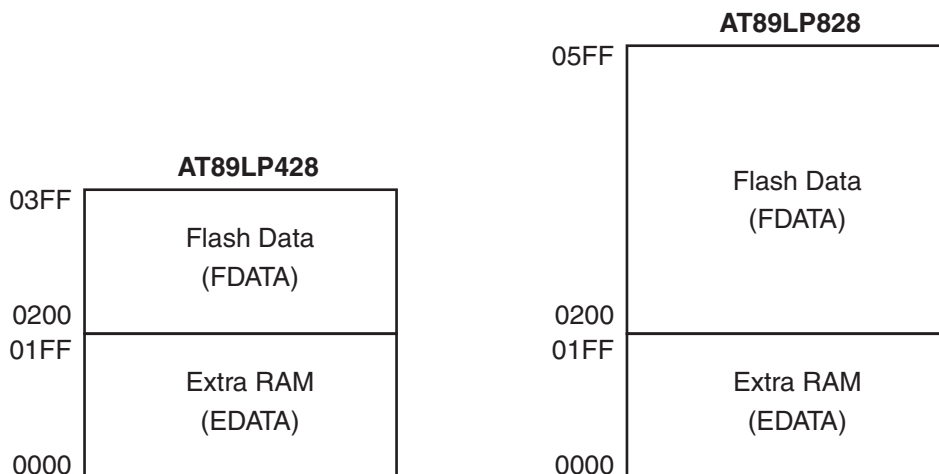 AT89LP428
03FF
Flash Data
(FDATA)
0200
01FF
Extra RAM
(EDATA)
0000
AT89LP828
05FF
Flash Data
(FDATA)
0200
01FF
Extra RAM
(EDATA)
0000